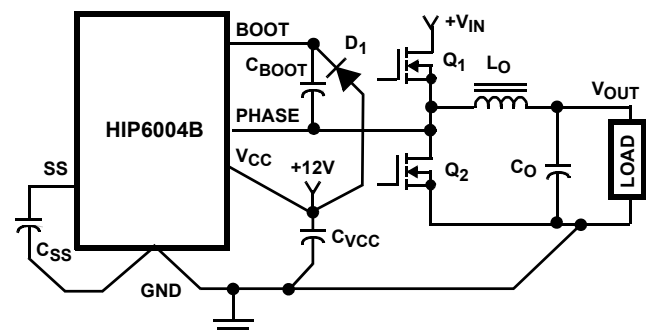 +VIN
BOOT
D1
CBOOT
Q1
LO
VOUT
HIP6004B
PHASE
VCC
SS
+12V
Q2
CO
LOAD
CSS
CVCC
GND